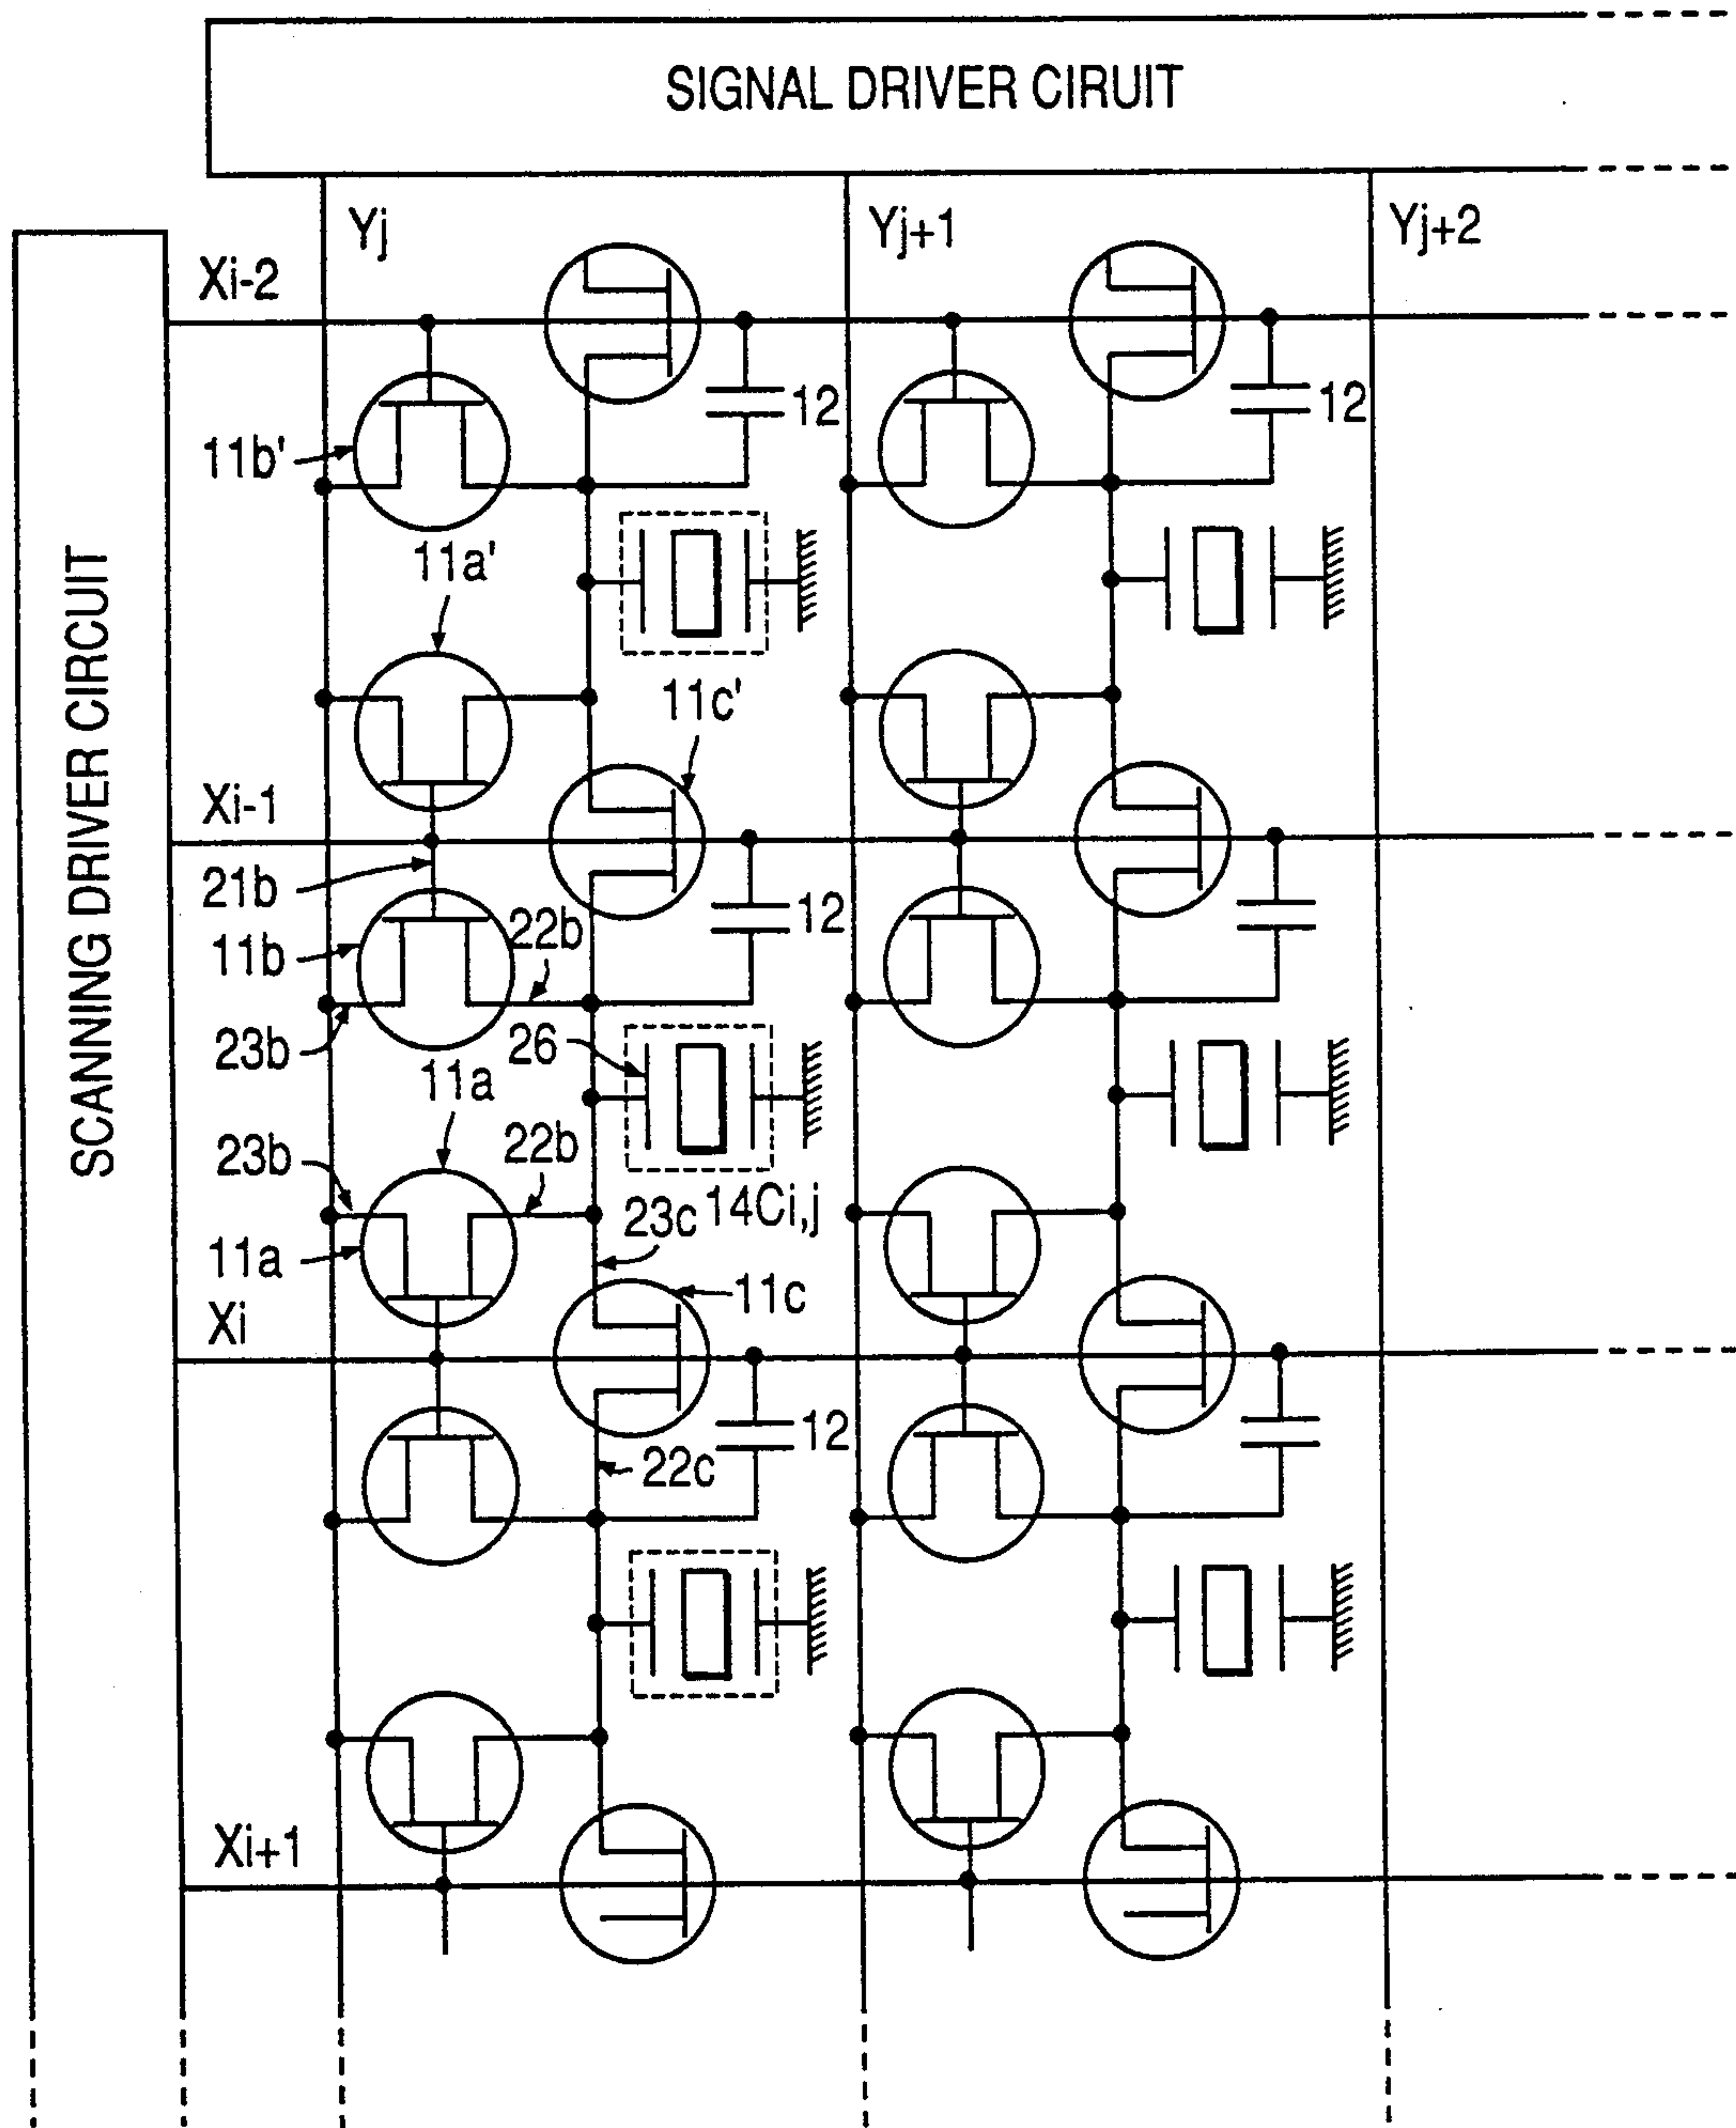 SIGNAL DRIVER CIRUIT
SCANNING DRIVER CIRCUIT
Yj
Yj+1
Yj+2
Xi-2
12
12
11b'
11a'
11c'
Xi-1
21b
11b
22b
12
23b
26
11a
23b
22b
23c
14Ci,j
11a
11c
Xi
12
22c
Xi+1